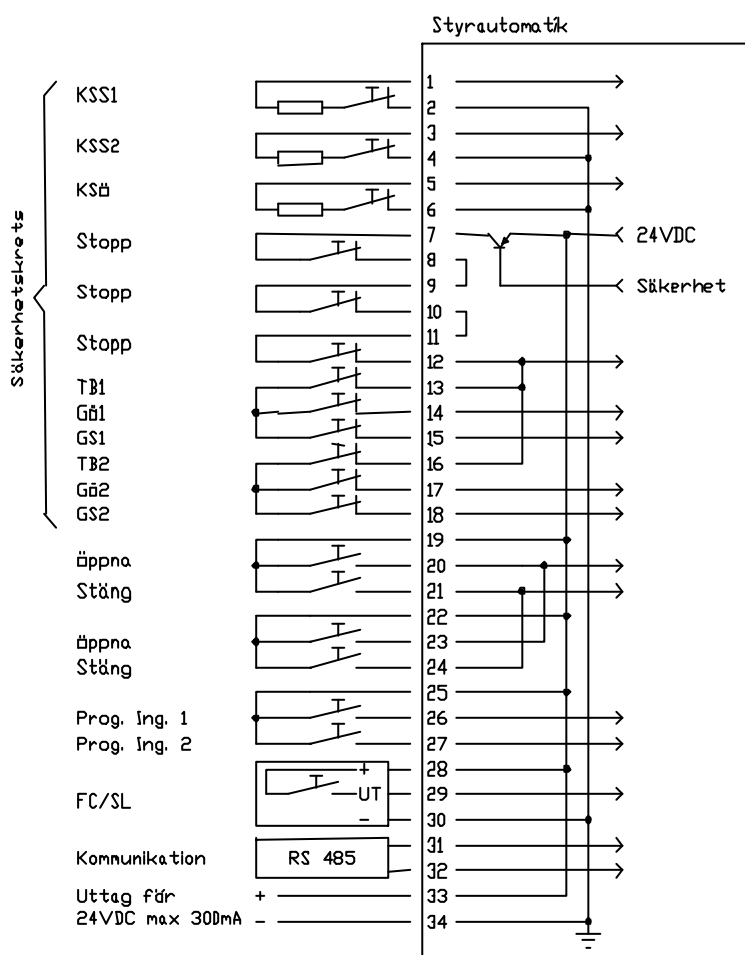 Styrautomatik
KSS1
KSS2
KSö
Stopp
Stopp
Stopp
TB1
Gö1
GS1
TB2
Gö2
GS2
Säkerhetskrets
öppna
Stäng
öppna
Stäng
Prog. Ing. 1
Prog. Ing. 2
FC/SL
+
UT
-
Kommunikation
RS 485
Uttag för +
24VDC max 300mA -
1
2
3
4
5
6
7
8
9
10
11
12
13
14
15
16
17
18
19
20
21
22
23
24
25
26
27
28
29
30
31
32
33
34
24VDC
Säkerhet